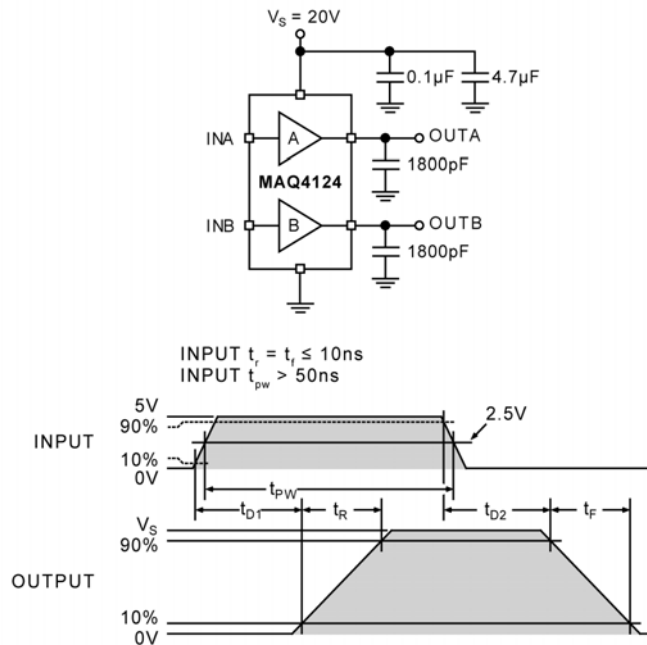 V_S = 20V
0.1µF
4.7µF
INA
A
OUTA
1800pF
MAQ4124
INB
B
OUTB
1800pF
INPUT t_r = t_f ≤ 10ns
INPUT t_pw > 50ns
5V
90%
2.5V
INPUT
10%
0V
t_PW
t_D1
t_R
t_D2
t_F
V_S
90%
OUTPUT
10%
0V